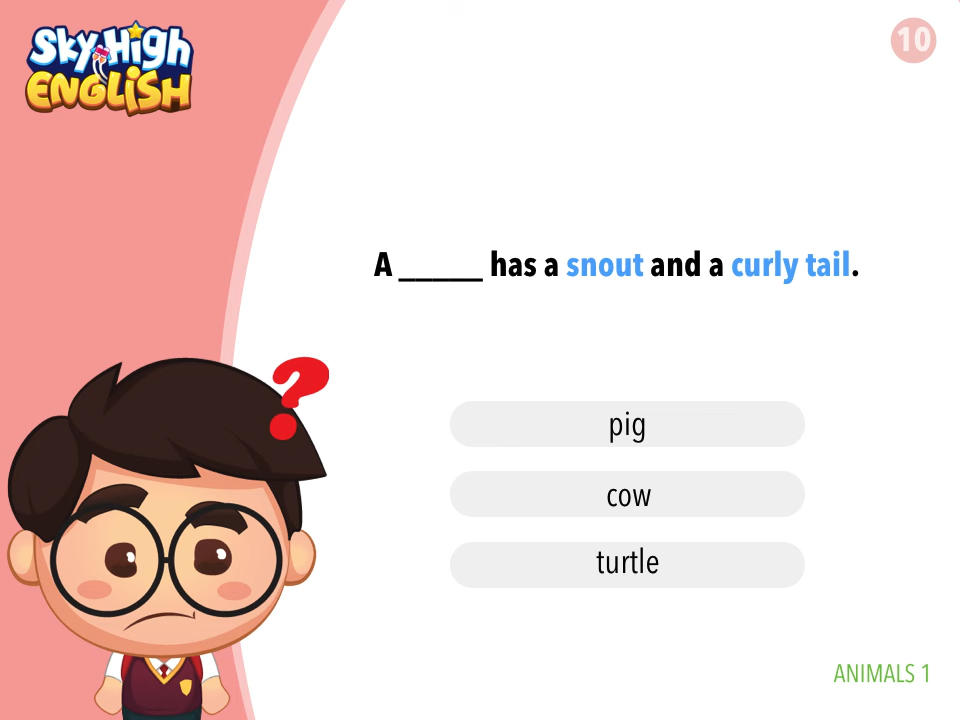 Sky High
ENGLISH
10
A _____ has a snout and a curly tail.
pig
cow
turtle
ANIMALS 1